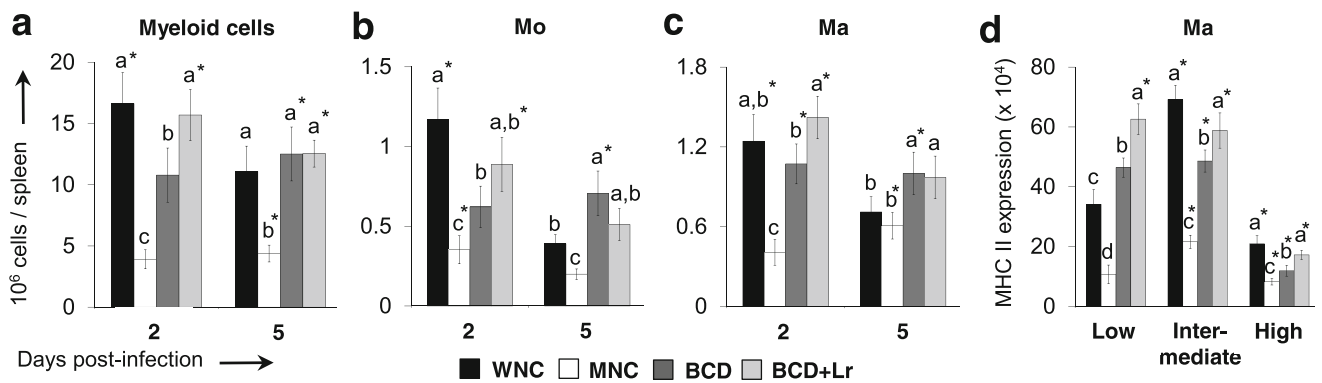 a Myeloid cells b Mo c Ma d Ma
10⁶ cells / spleen
20
15
10
5
0
a* c b a* a b* a* a*
2 5
1.5
1
0.5
0
a* c* b a,b* b c a* a,b
2 5
1.8
1.2
0.6
0
a,b* c b* a* b b* a* a
2 5
MHC II expression (x 10⁴)
80
60
40
20
0
c d b a* a* c* b* a* a* c* b* a*
Low Inter-mediate High
Days post-infection
WNC MNC BCD BCD+Lr